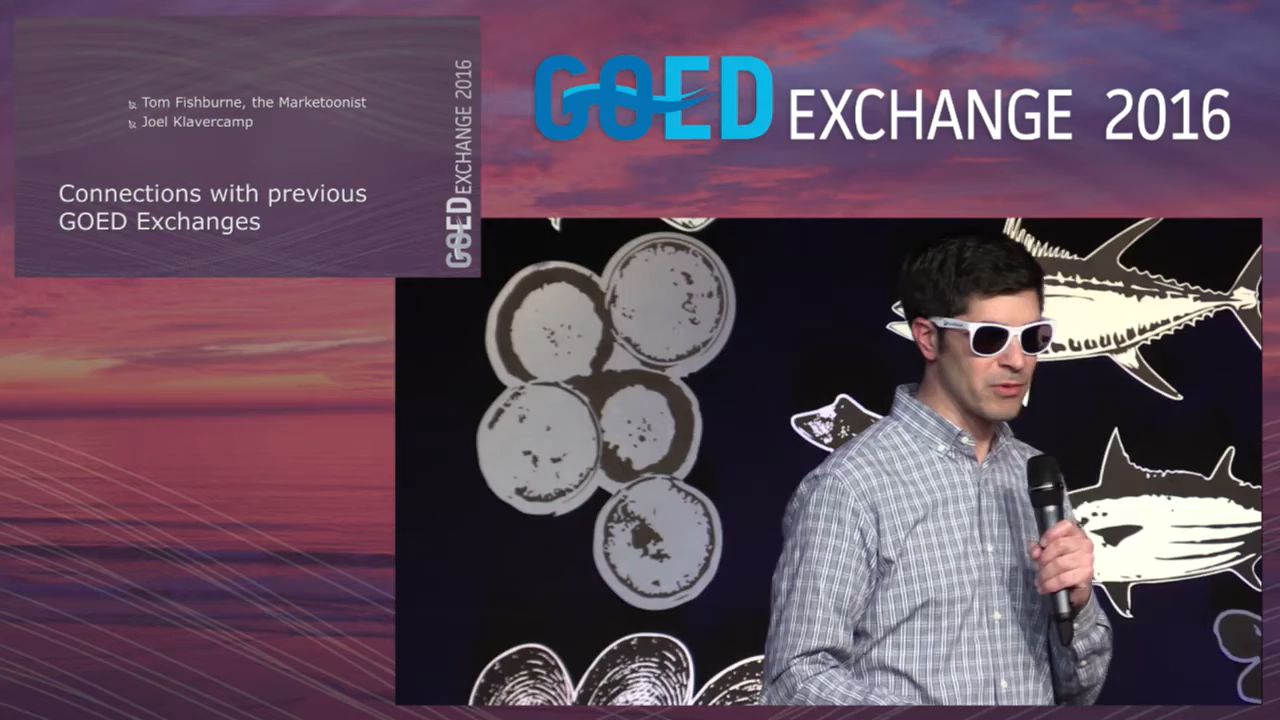 Tom Fishburne, the Marketoonist
Joel Klavercamp
Connections with previous
GOED Exchanges
GOED EXCHANGE 2016
GOED EXCHANGE 2016